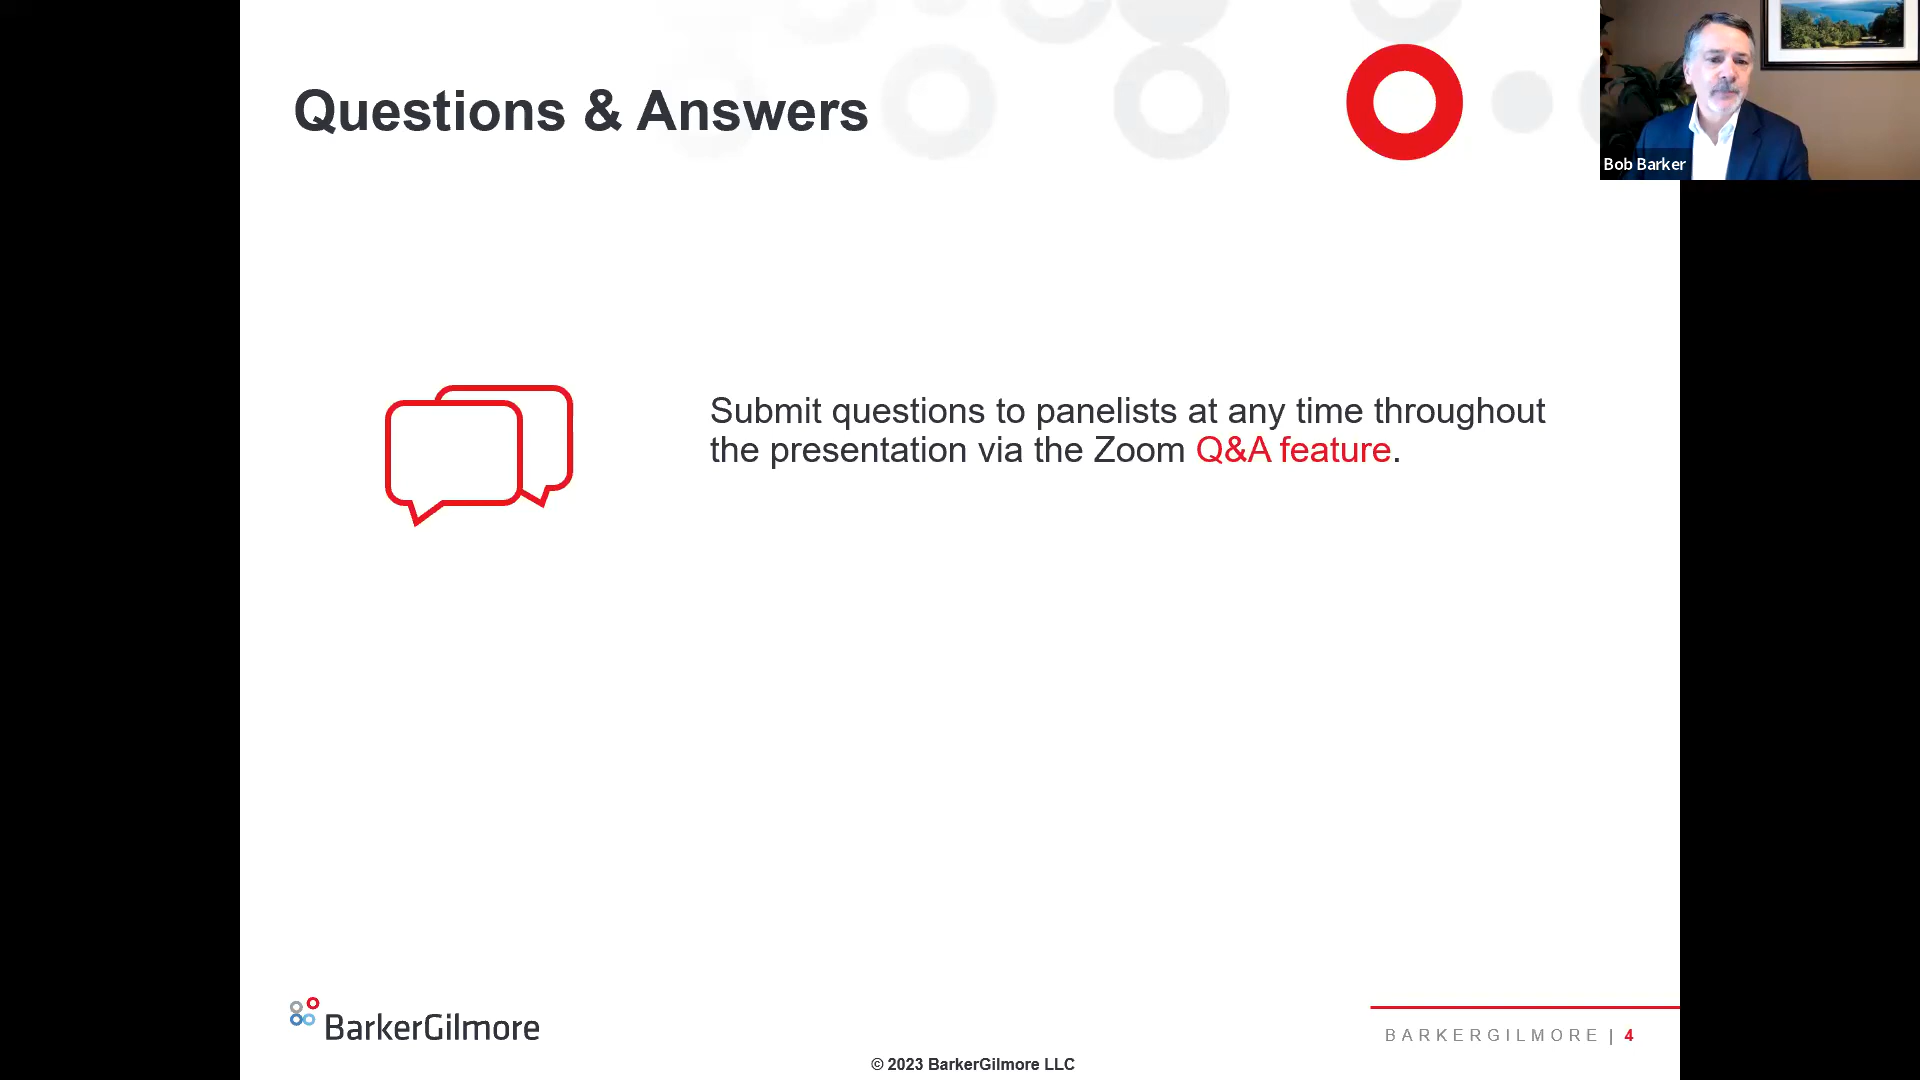 Questions & Answers
Bob Barker
Submit questions to panelists at any time throughout
the presentation via the Zoom Q&A feature.
BarkerGilmore
BARKERGILMORE | 4
© 2023 BarkerGilmore LLC